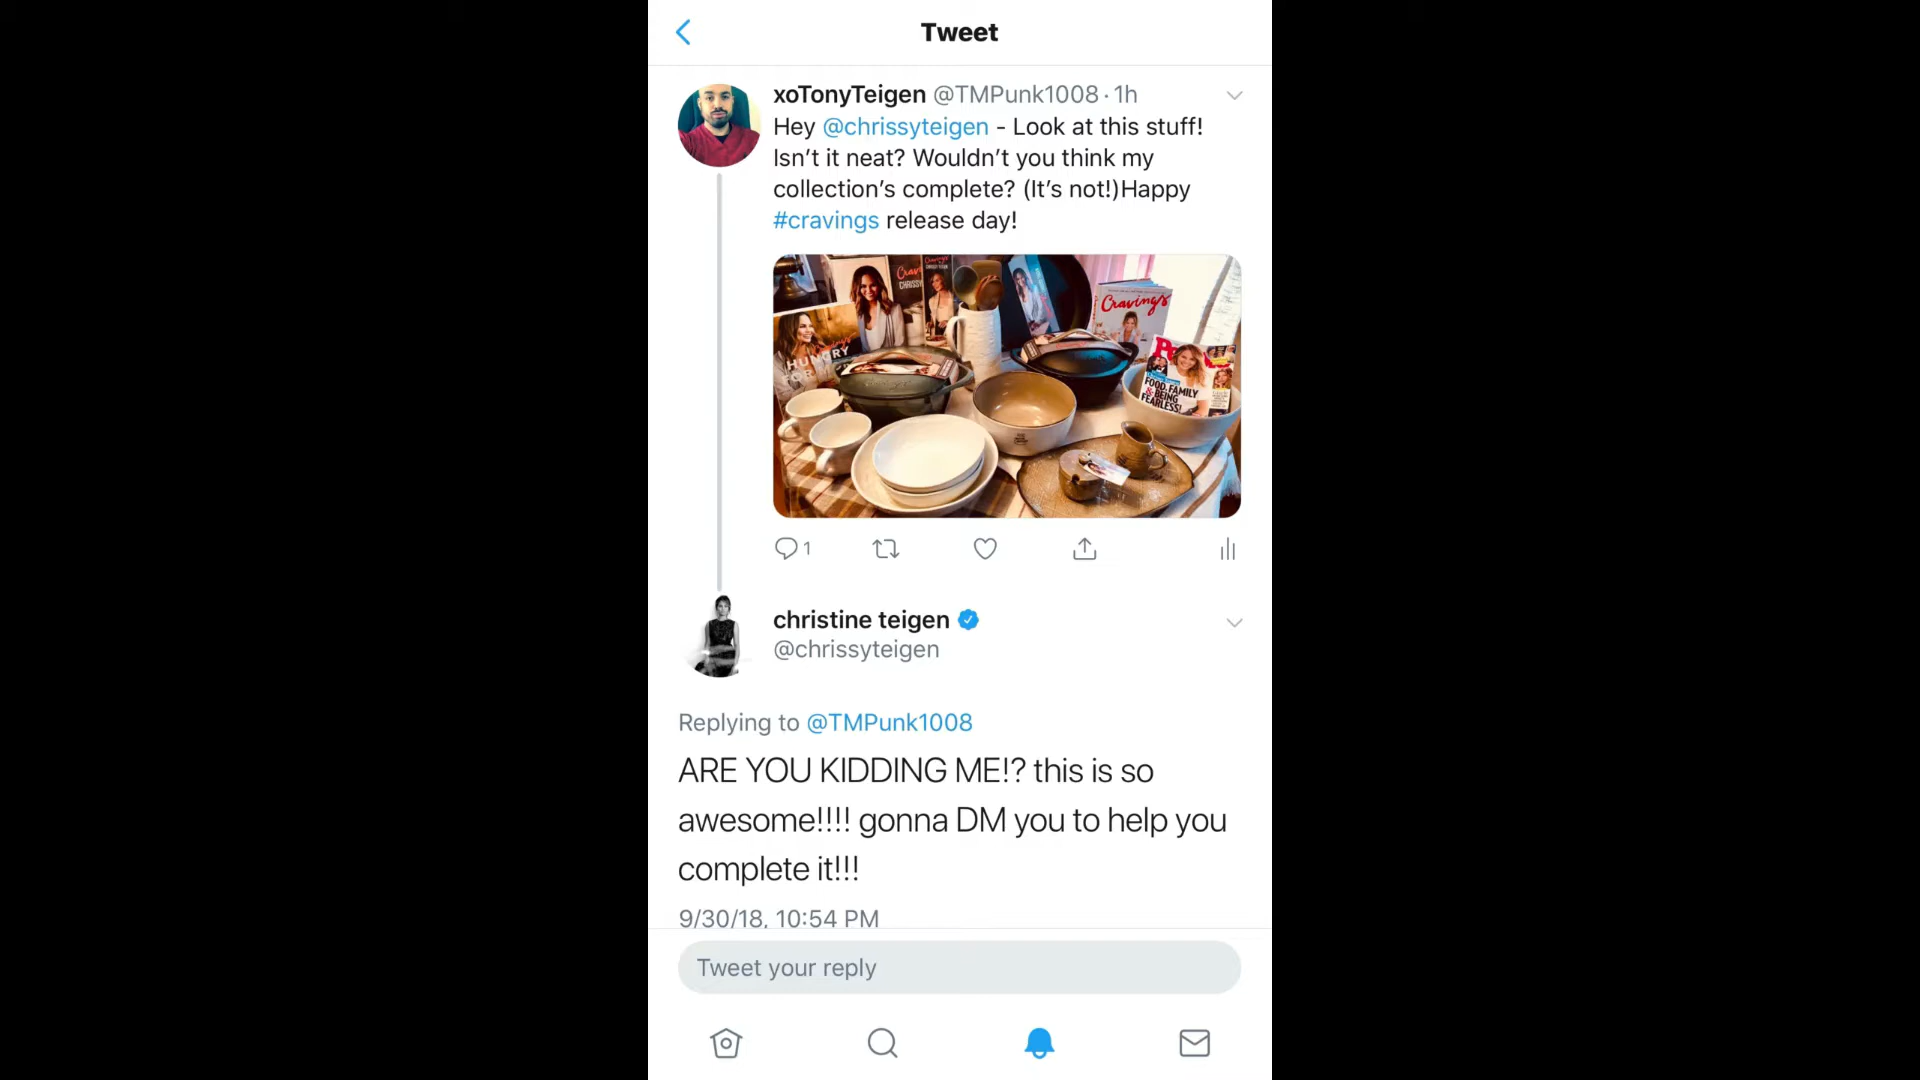 Tweet
xoTonyTeigen @TMPunk1008 · 1h
Hey @chrissyteigen - Look at this stuff!
Isn't it neat? Wouldn't you think my
collection's complete? (It's not!)Happy
#cravings release day!
Cravings
HUNGRY
FOOD, FAMILY
& BEING
FEARLESS!
1
christine teigen
@chrissyteigen
Replying to @TMPunk1008
ARE YOU KIDDING ME!? this is so
awesome!!!! gonna DM you to help you
complete it!!!
9/30/18, 10:54 PM
Tweet your reply